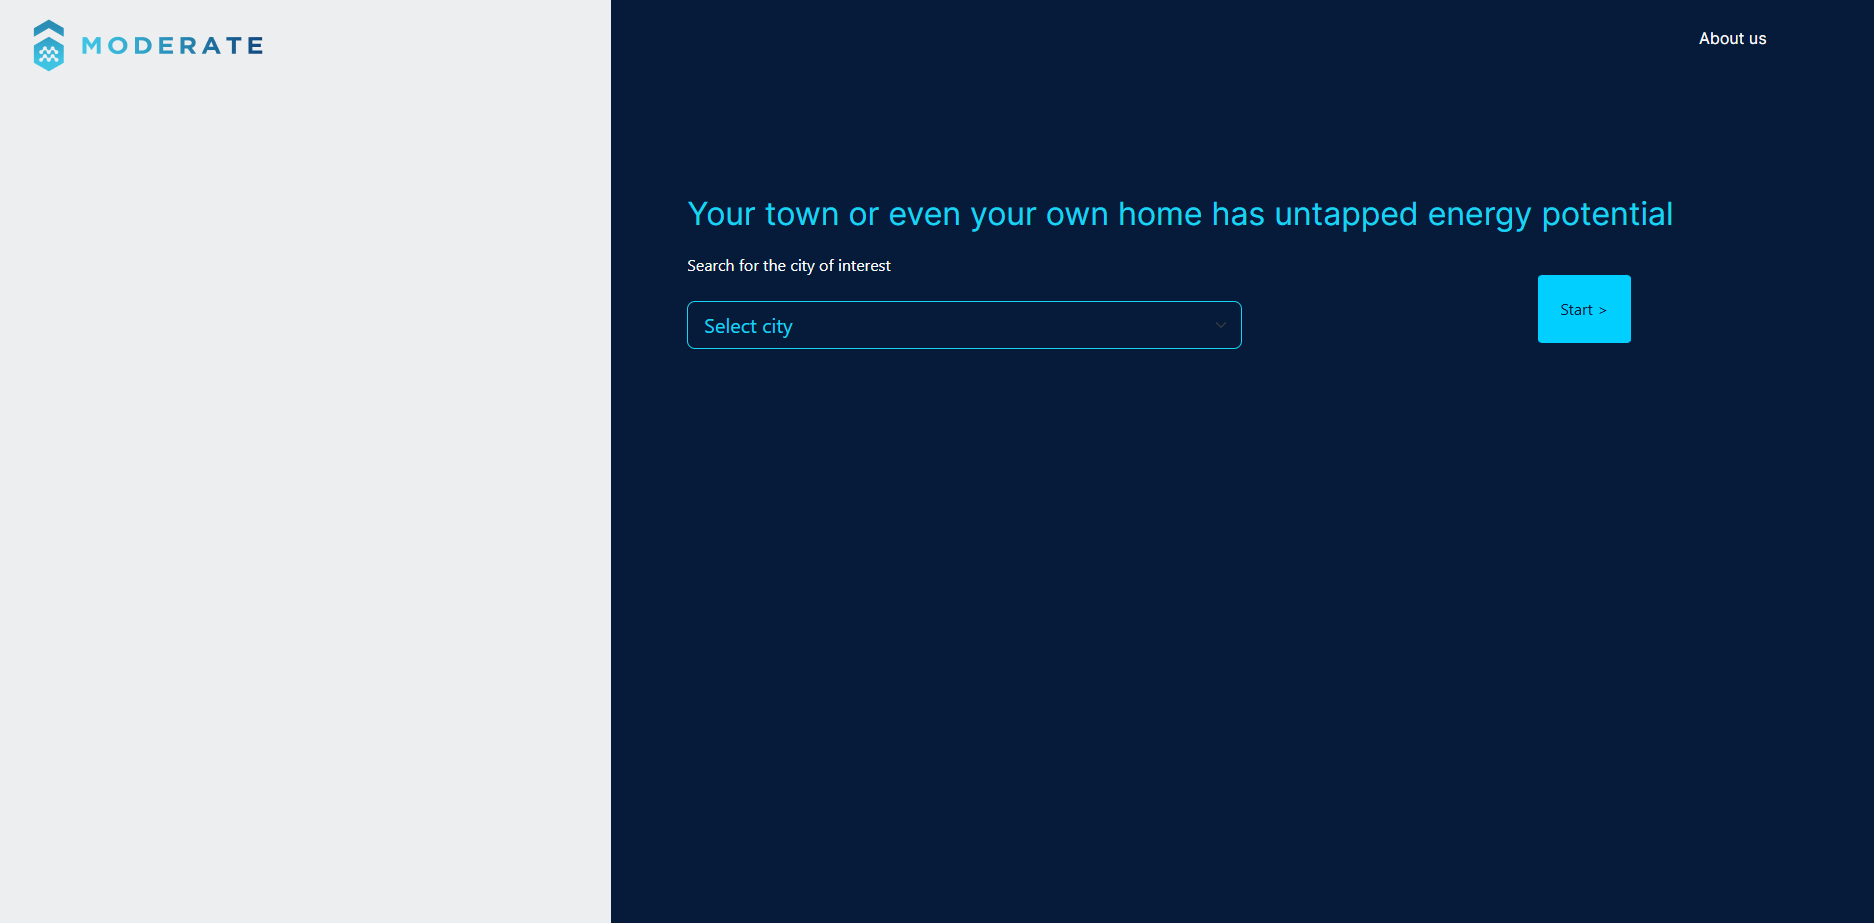 MODERATE
About us
Your town or even your own home has untapped energy potential
Search for the city of interest
Select city
Start >